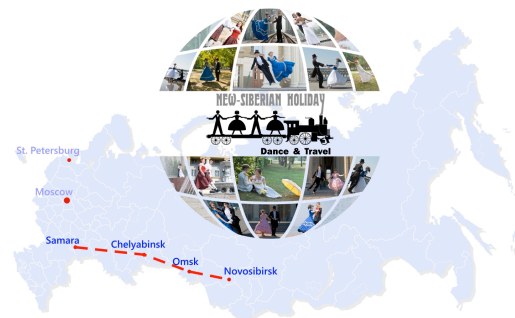 NEW-SIBERIAN HOLIDAY
Dance & Travel
St. Petersburg
Moscow
Samara
Chelyabinsk
Omsk
Novosibirsk